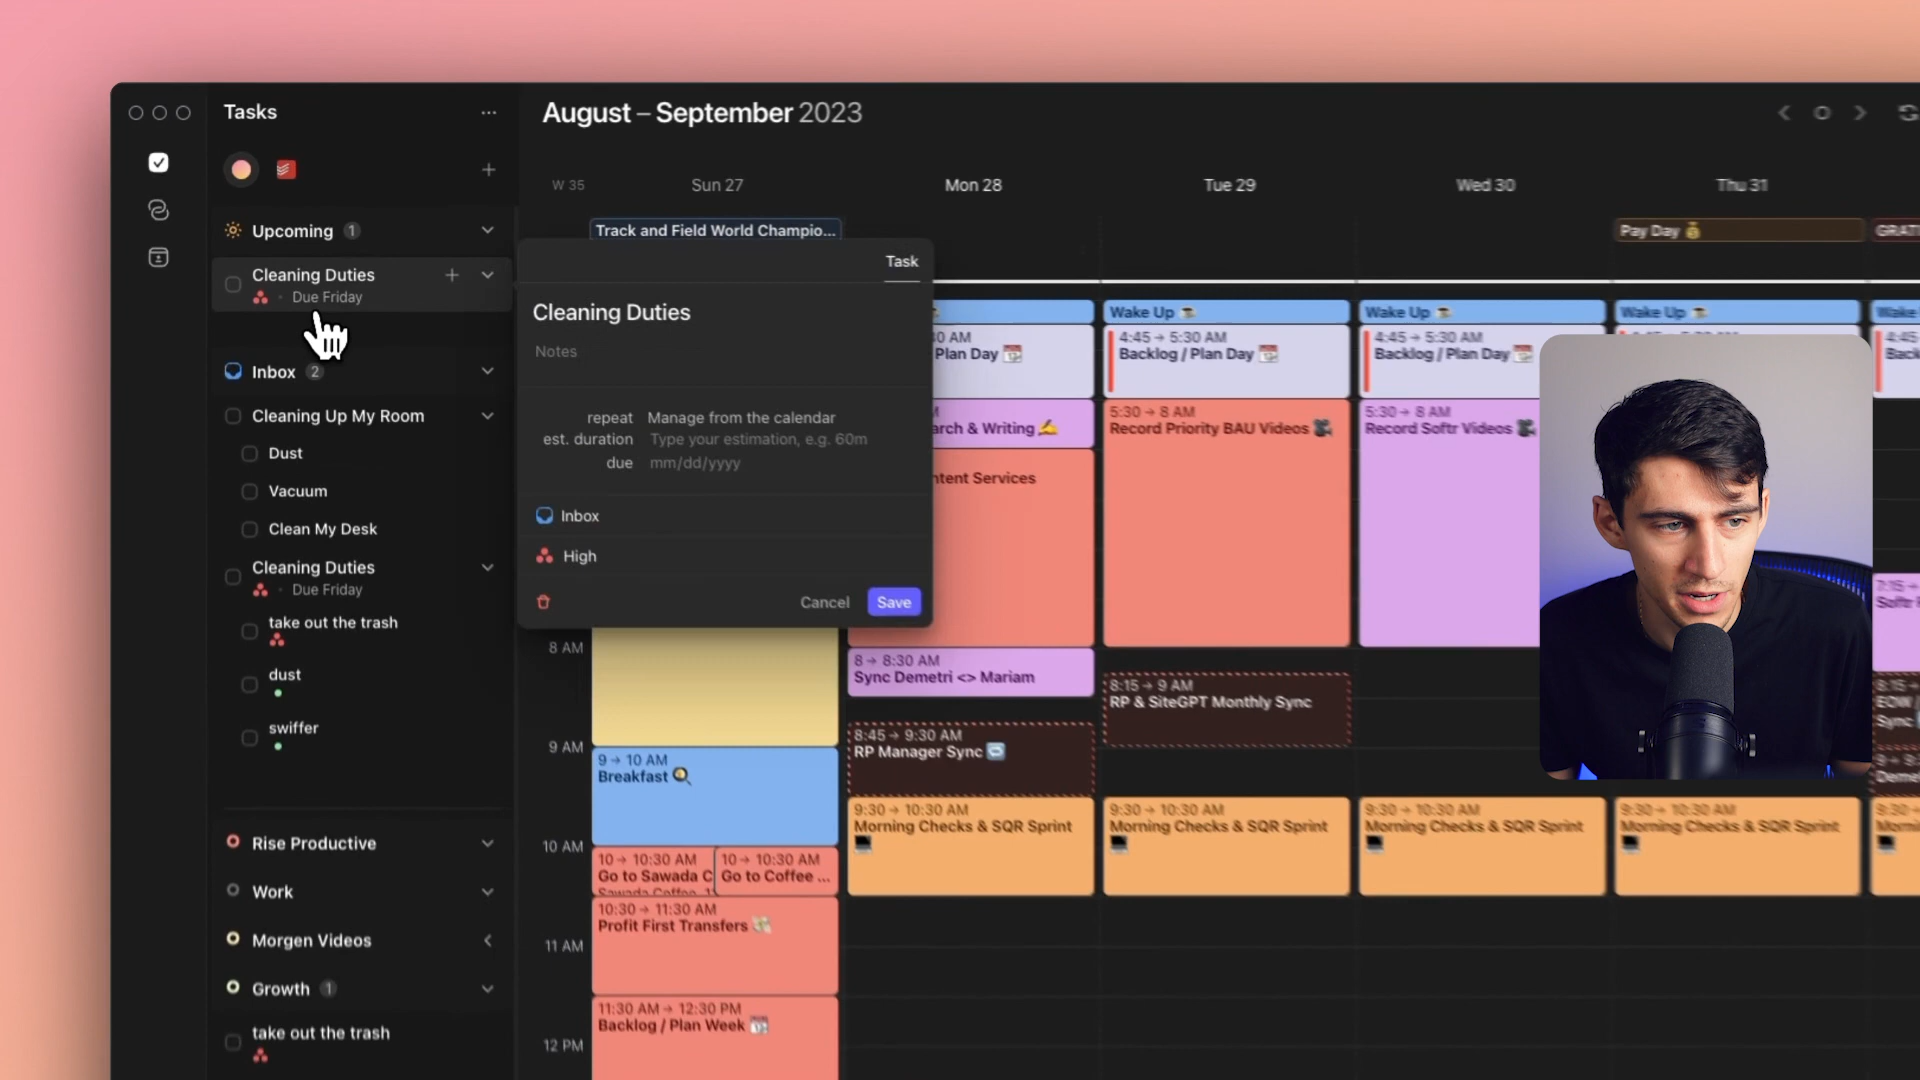 Tasks
Upcoming 1
Cleaning Duties
Due Friday
Inbox 2
Cleaning Up My Room
Dust
Vacuum
Clean My Desk
Cleaning Duties
Due Friday
take out the trash
dust
swiffer
Rise Productive
Work
Morgen Videos
Growth 1
take out the trash
August – September 2023
W 35
Sun 27
Mon 28
Tue 29
Wed 30
Thu 31
Track and Field World Champio...
Pay Day
Task
Cleaning Duties
Notes
repeat Manage from the calendar
est. duration Type your estimation, e.g. 60m
due mm/dd/yyyy
Inbox
High
Cancel
Save
8 AM
9 AM
10 AM
11 AM
12 PM
9 → 10 AM
Breakfast
10 → 10:30 AM
Go to Sawada C
10 → 10:30 AM
Go to Coffee ...
10:30 → 11:30 AM
Profit First Transfers
11:30 AM → 12:30 PM
Backlog / Plan Week
Plan Day
& Writing
Services
8 → 8:30 AM
Sync Demetri <> Mariam
8:45 → 9:30 AM
RP Manager Sync
9:30 → 10:30 AM
Morning Checks & SQR Sprint
Wake Up
4:45 → 5:30 AM
Backlog / Plan Day
5:30 → 8 AM
Record Priority BAU Videos
8:15 → 9 AM
RP & SiteGPT Monthly Sync
9:30 → 10:30 AM
Morning Checks & SQR Sprint
Wake Up
4:45 → 5:30 AM
Backlog / Plan Day
5:30 → 8 AM
Record Softr Videos
9:30 → 10:30 AM
Morning Checks & SQR Sprint
Wake Up
9:30 → 10:30 AM
Morning Checks & SQR Sprint
Wake